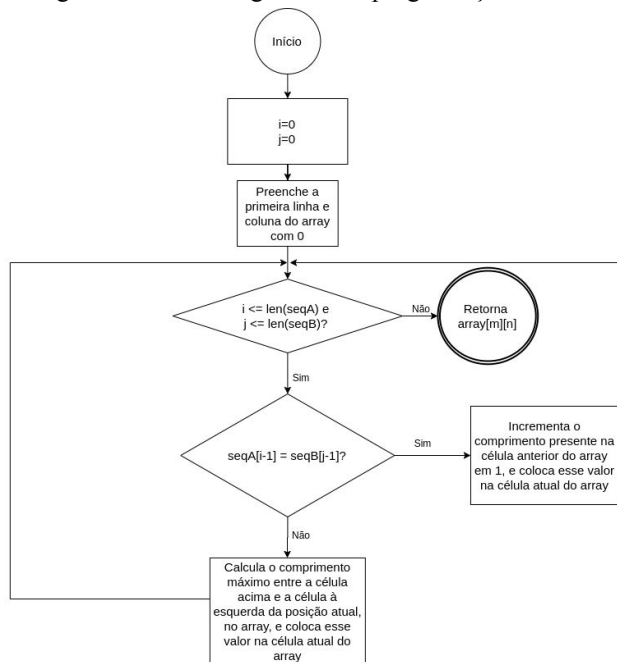 Início
i=0
j=0
Preenche a
primeira linha e
coluna do array
com 0
i <= len(seqA) e
j <= len(seqB)?
Não
Retorna
array[m][n]
Sim
seqA[i-1] = seqB[j-1]?
Sim
Incrementa o
comprimento presente na
célula anterior do array
em 1, e coloca esse valor
na célula atual do array
Não
Calcula o comprimento
máximo entre a célula
acima e a célula à
esquerda da posição atual,
no array, e coloca esse
valor na célula atual do
array